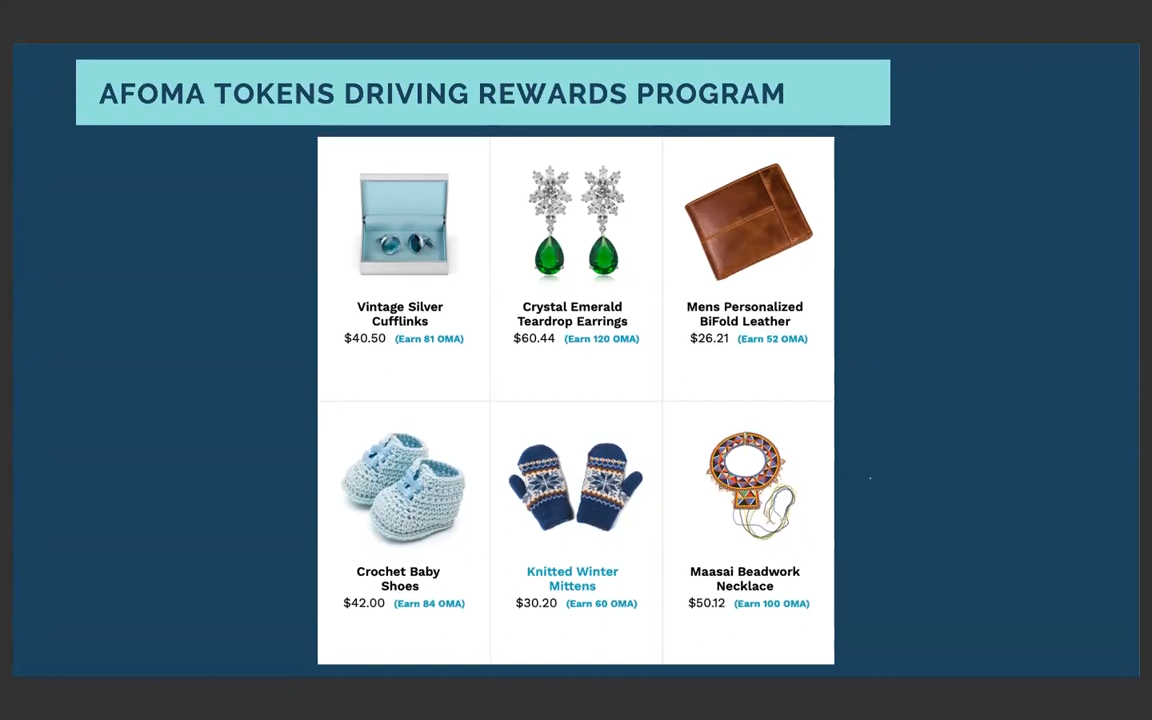 AFOMA TOKENS DRIVING REWARDS PROGRAM
Vintage Silver
Cufflinks
$40.50 (Earn 81 OMA)
Crystal Emerald
Teardrop Earrings
$60.44 (Earn 120 OMA)
Mens Personalized
BiFold Leather
$26.21 (Earn 52 OMA)
Crochet Baby
Shoes
$42.00 (Earn 84 OMA)
Knitted Winter
Mittens
$30.20 (Earn 60 OMA)
Maasai Beadwork
Necklace
$50.12 (Earn 100 OMA)